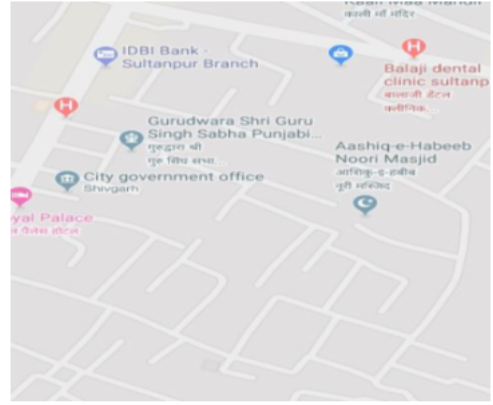 काली माँ मंदिर
IDBI Bank -
Sultanpur Branch
Balaji dental
clinic sultanp
बालाजी डेंटल
क्लीनिक...
H
H
Gurudwara Shri Guru
Singh Sabha Punjabi...
गुरुद्वारा श्री
गुरु सिंघ सभा...
Aashiq-e-Habeeb
Noori Masjid
आशिक़-इ-हबीब
नूरी मस्जिद
City government office
Shivgarh
yal Palace
पैलेस होटल